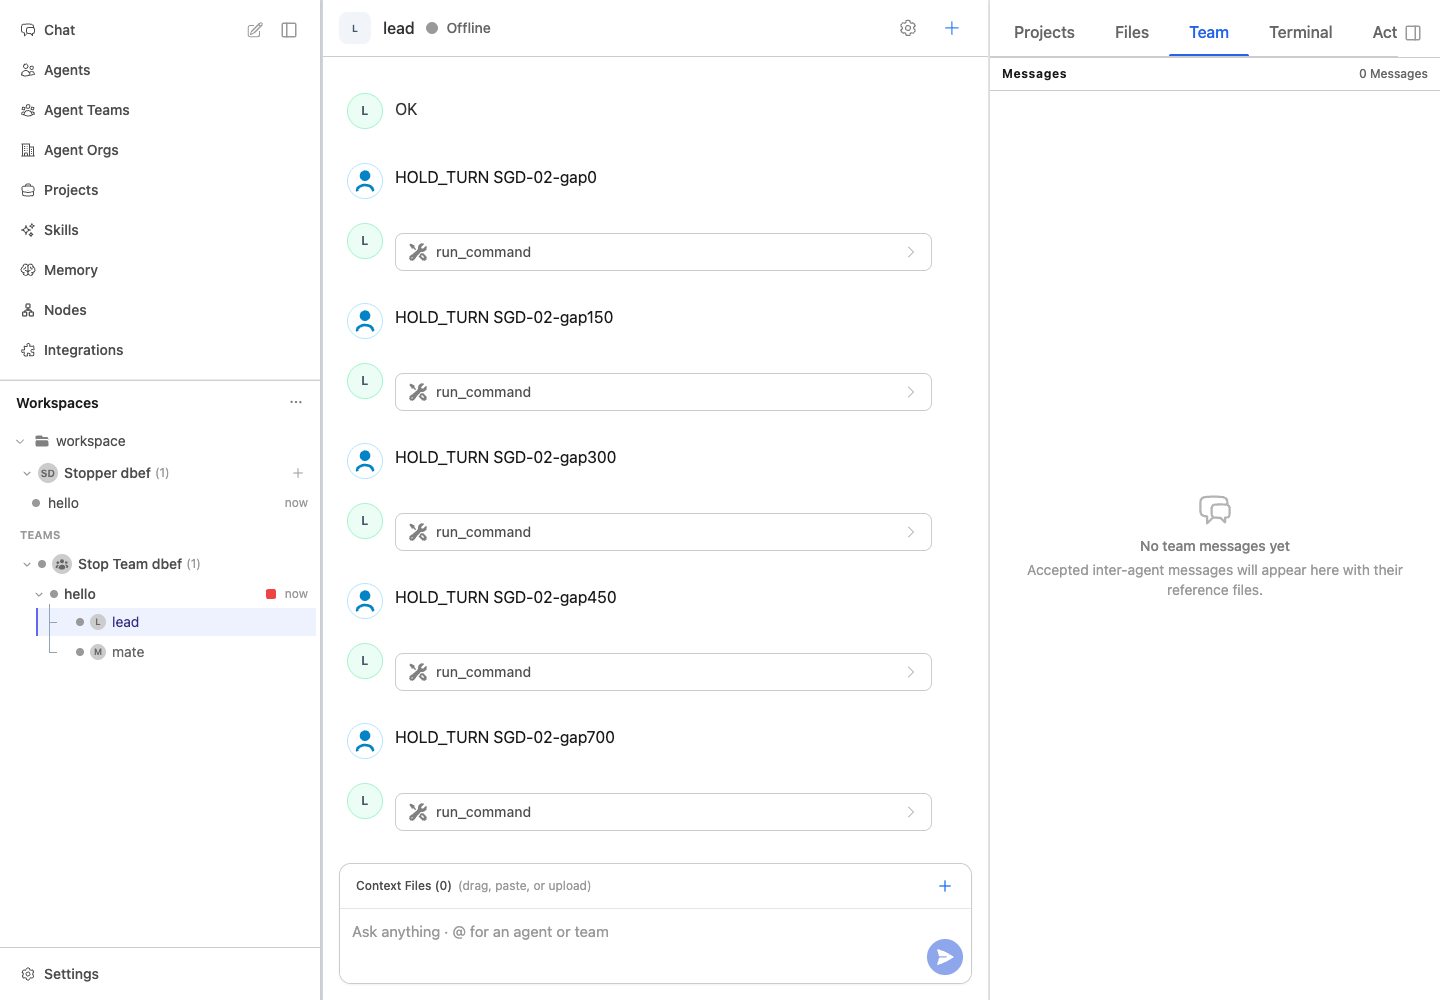 Chat
Agents
Agent Teams
Agent Orgs
Projects
Skills
Memory
Nodes
Integrations
Workspaces
workspace
SD Stopper dbef (1)
hello now
TEAMS
Stop Team dbef (1)
hello now
L lead
M mate
Settings
L lead Offline
L OK
HOLD_TURN SGD-02-gap0
L run_command
HOLD_TURN SGD-02-gap150
L run_command
HOLD_TURN SGD-02-gap300
L run_command
HOLD_TURN SGD-02-gap450
L run_command
HOLD_TURN SGD-02-gap700
L run_command
Context Files (0) (drag, paste, or upload)
Ask anything · @ for an agent or team
Projects Files Team Terminal Act
Messages 0 Messages
No team messages yet
Accepted inter-agent messages will appear here with their
reference files.